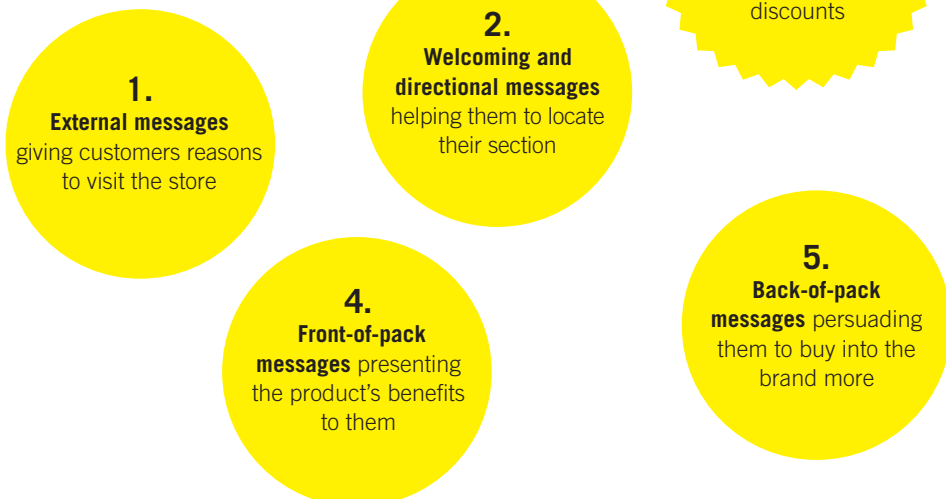 1.
External messages
giving customers reasons
to visit the store
2.
Welcoming and
directional messages
helping them to locate
their section
discounts
4.
Front-of-pack
messages presenting
the product’s benefits
to them
5.
Back-of-pack
messages persuading
them to buy into the
brand more